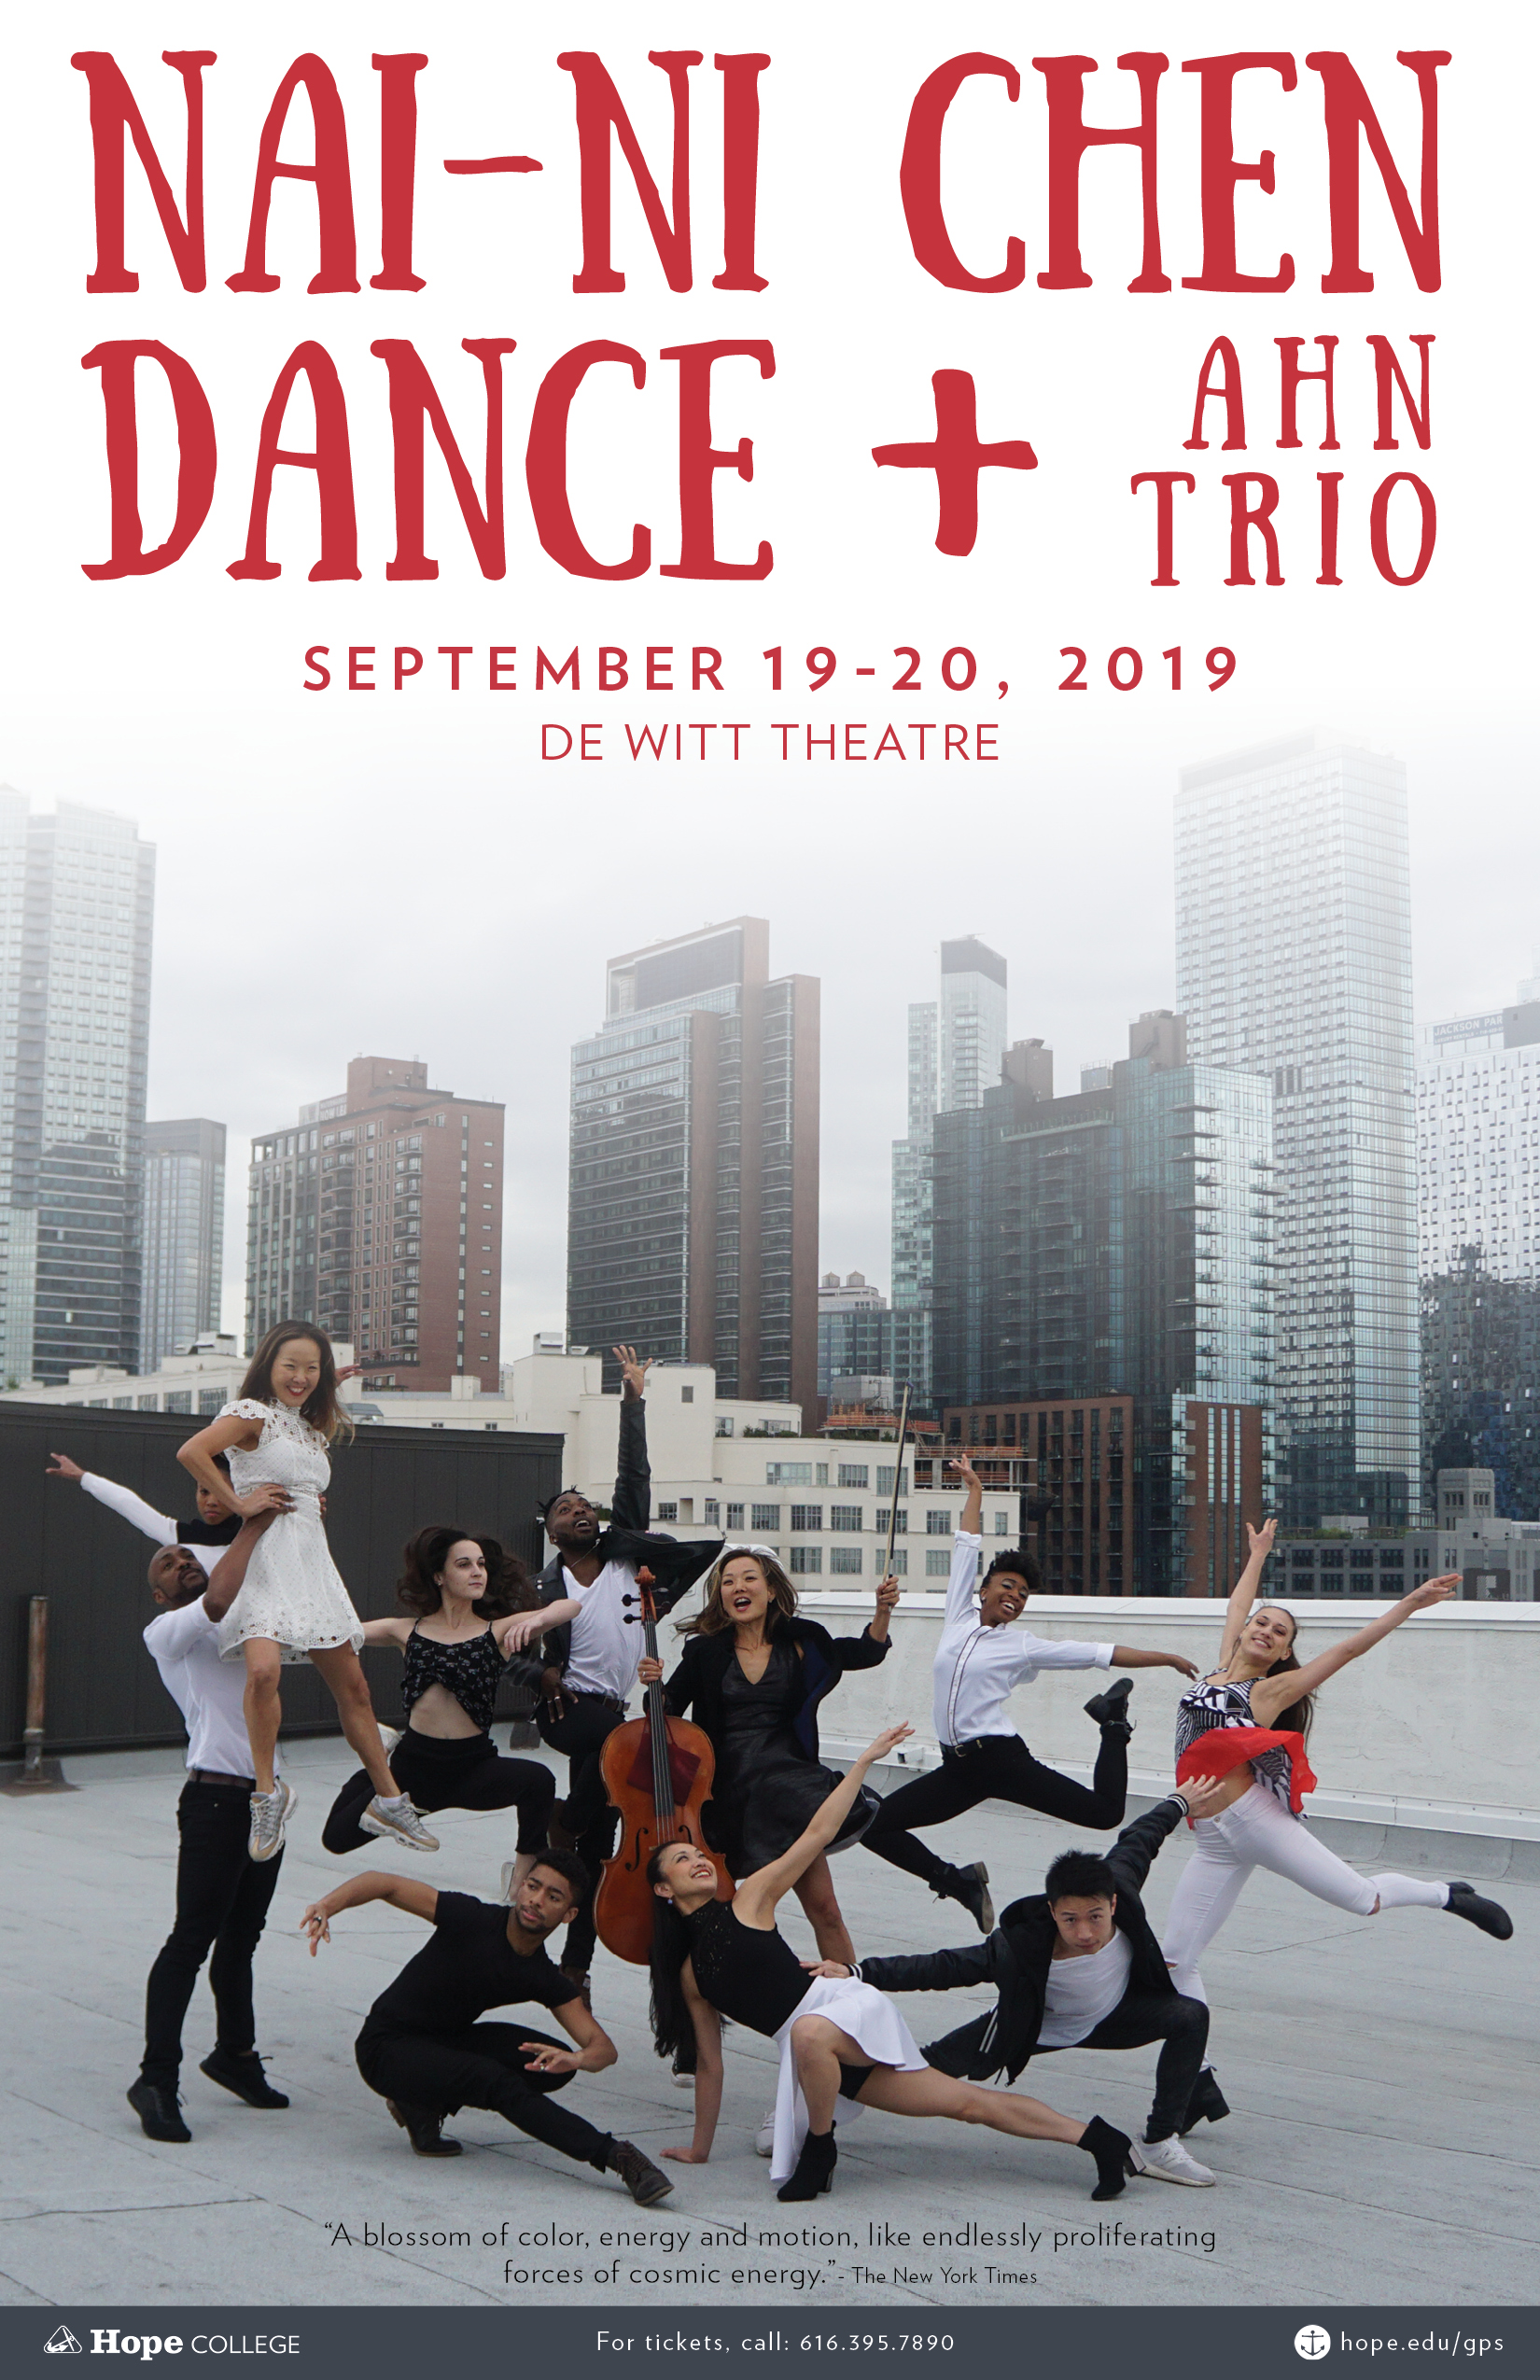 NAI-NI CHEN
DANCE + AHN
TRIO
SEPTEMBER 19-20, 2019
DE WITT THEATRE
JACKSON PA
“A blossom of color, energy and motion, like endlessly proliferating
forces of cosmic energy.”- The New York Times
Hope COLLEGE
For tickets, call: 616.395.7890
hope.edu/gps